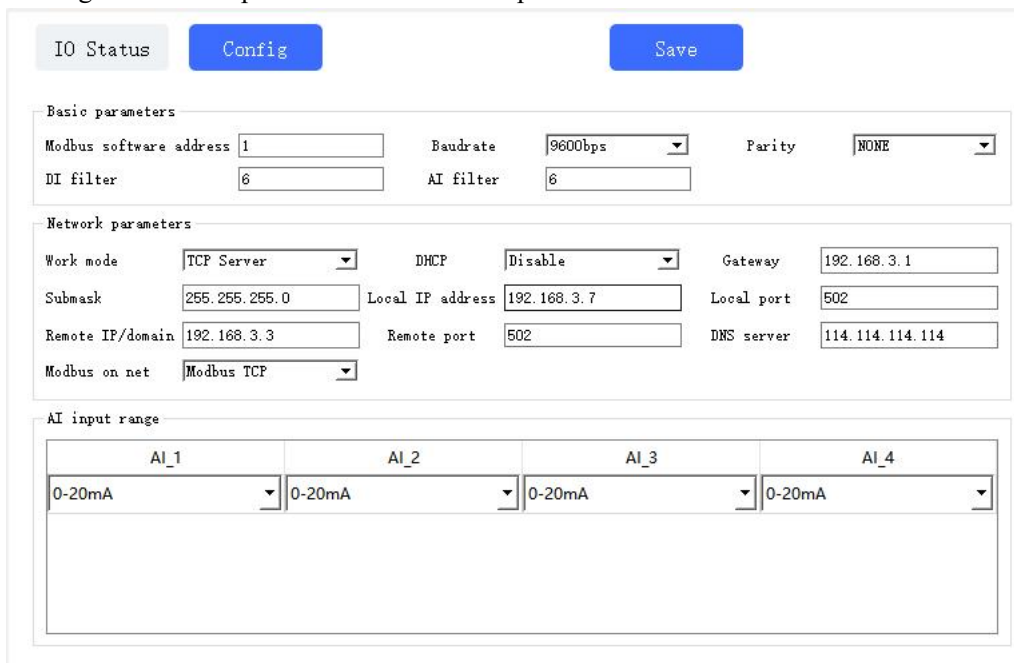 IO Status Config Save
Basic parameters
Modbus software address 1 Baudrate 9600bps Parity NONE
DI filter 6 AI filter 6
Network parameters
Work mode TCP Server DHCP Disable Gateway 192.168.3.1
Submask 255.255.255.0 Local IP address 192.168.3.7 Local port 502
Remote IP/domain 192.168.3.3 Remote port 502 DNS server 114.114.114.114
Modbus on net Modbus TCP
AI input range
AI_1 AI_2 AI_3 AI_4
0-20mA 0-20mA 0-20mA 0-20mA